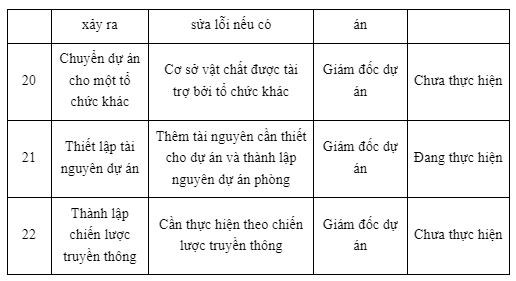 xảy ra
sửa lỗi nếu có
án
20
Chuyển dự án
cho một tổ
chức khác
Cơ sở vật chất được tài
trợ bởi tổ chức khác
Giám đốc dự
án
Chưa thực hiện
21
Thiết lập tài
nguyên dự án
Thêm tài nguyên cần thiết
cho dự án và thành lập
nguyên dự án phòng
Giám đốc dự
án
Đang thực hiện
22
Thành lập
chiến lược
truyền thông
Cần thực hiện theo chiến
lược truyền thông
Giám đốc dự
án
Chưa thực hiện